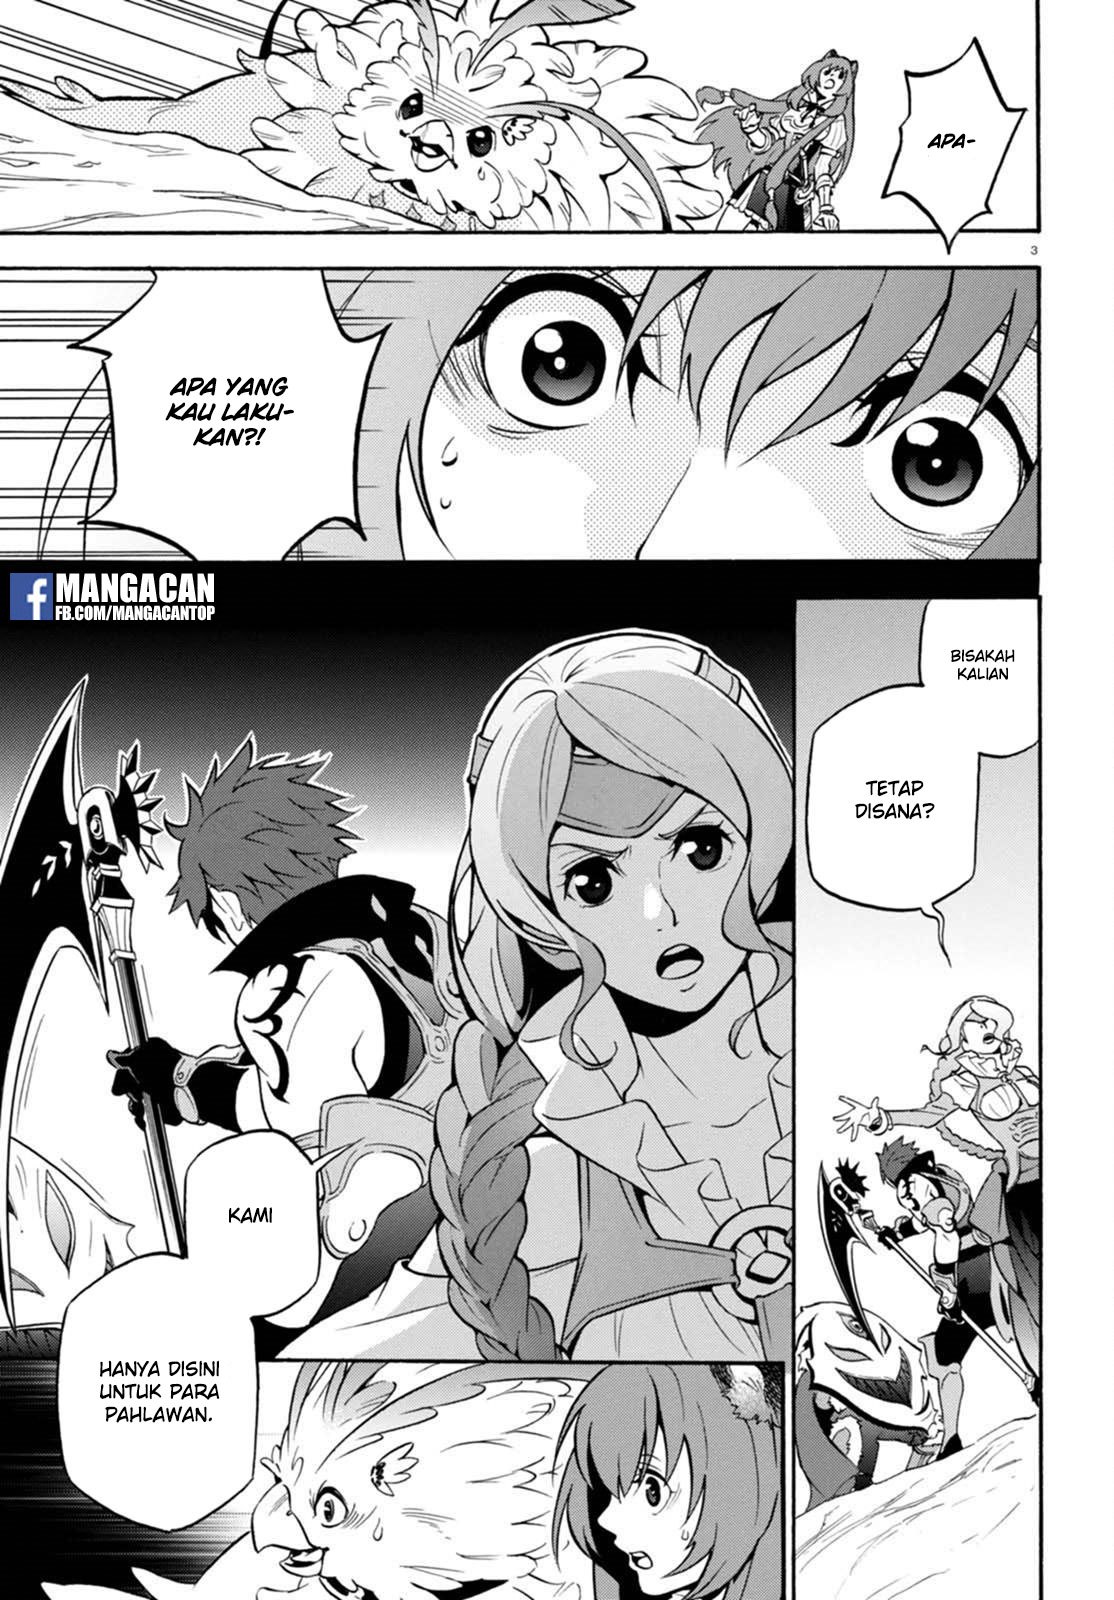 APA-
3
APA YANG
KAU LAKU-
KAN?!
MANGACAN
FB.COM/MANGACANTOP
BISAKAH
KALIAN
TETAP
DISANA?
KAMI
HANYA DISINI
UNTUK PARA
PAHLAWAN.